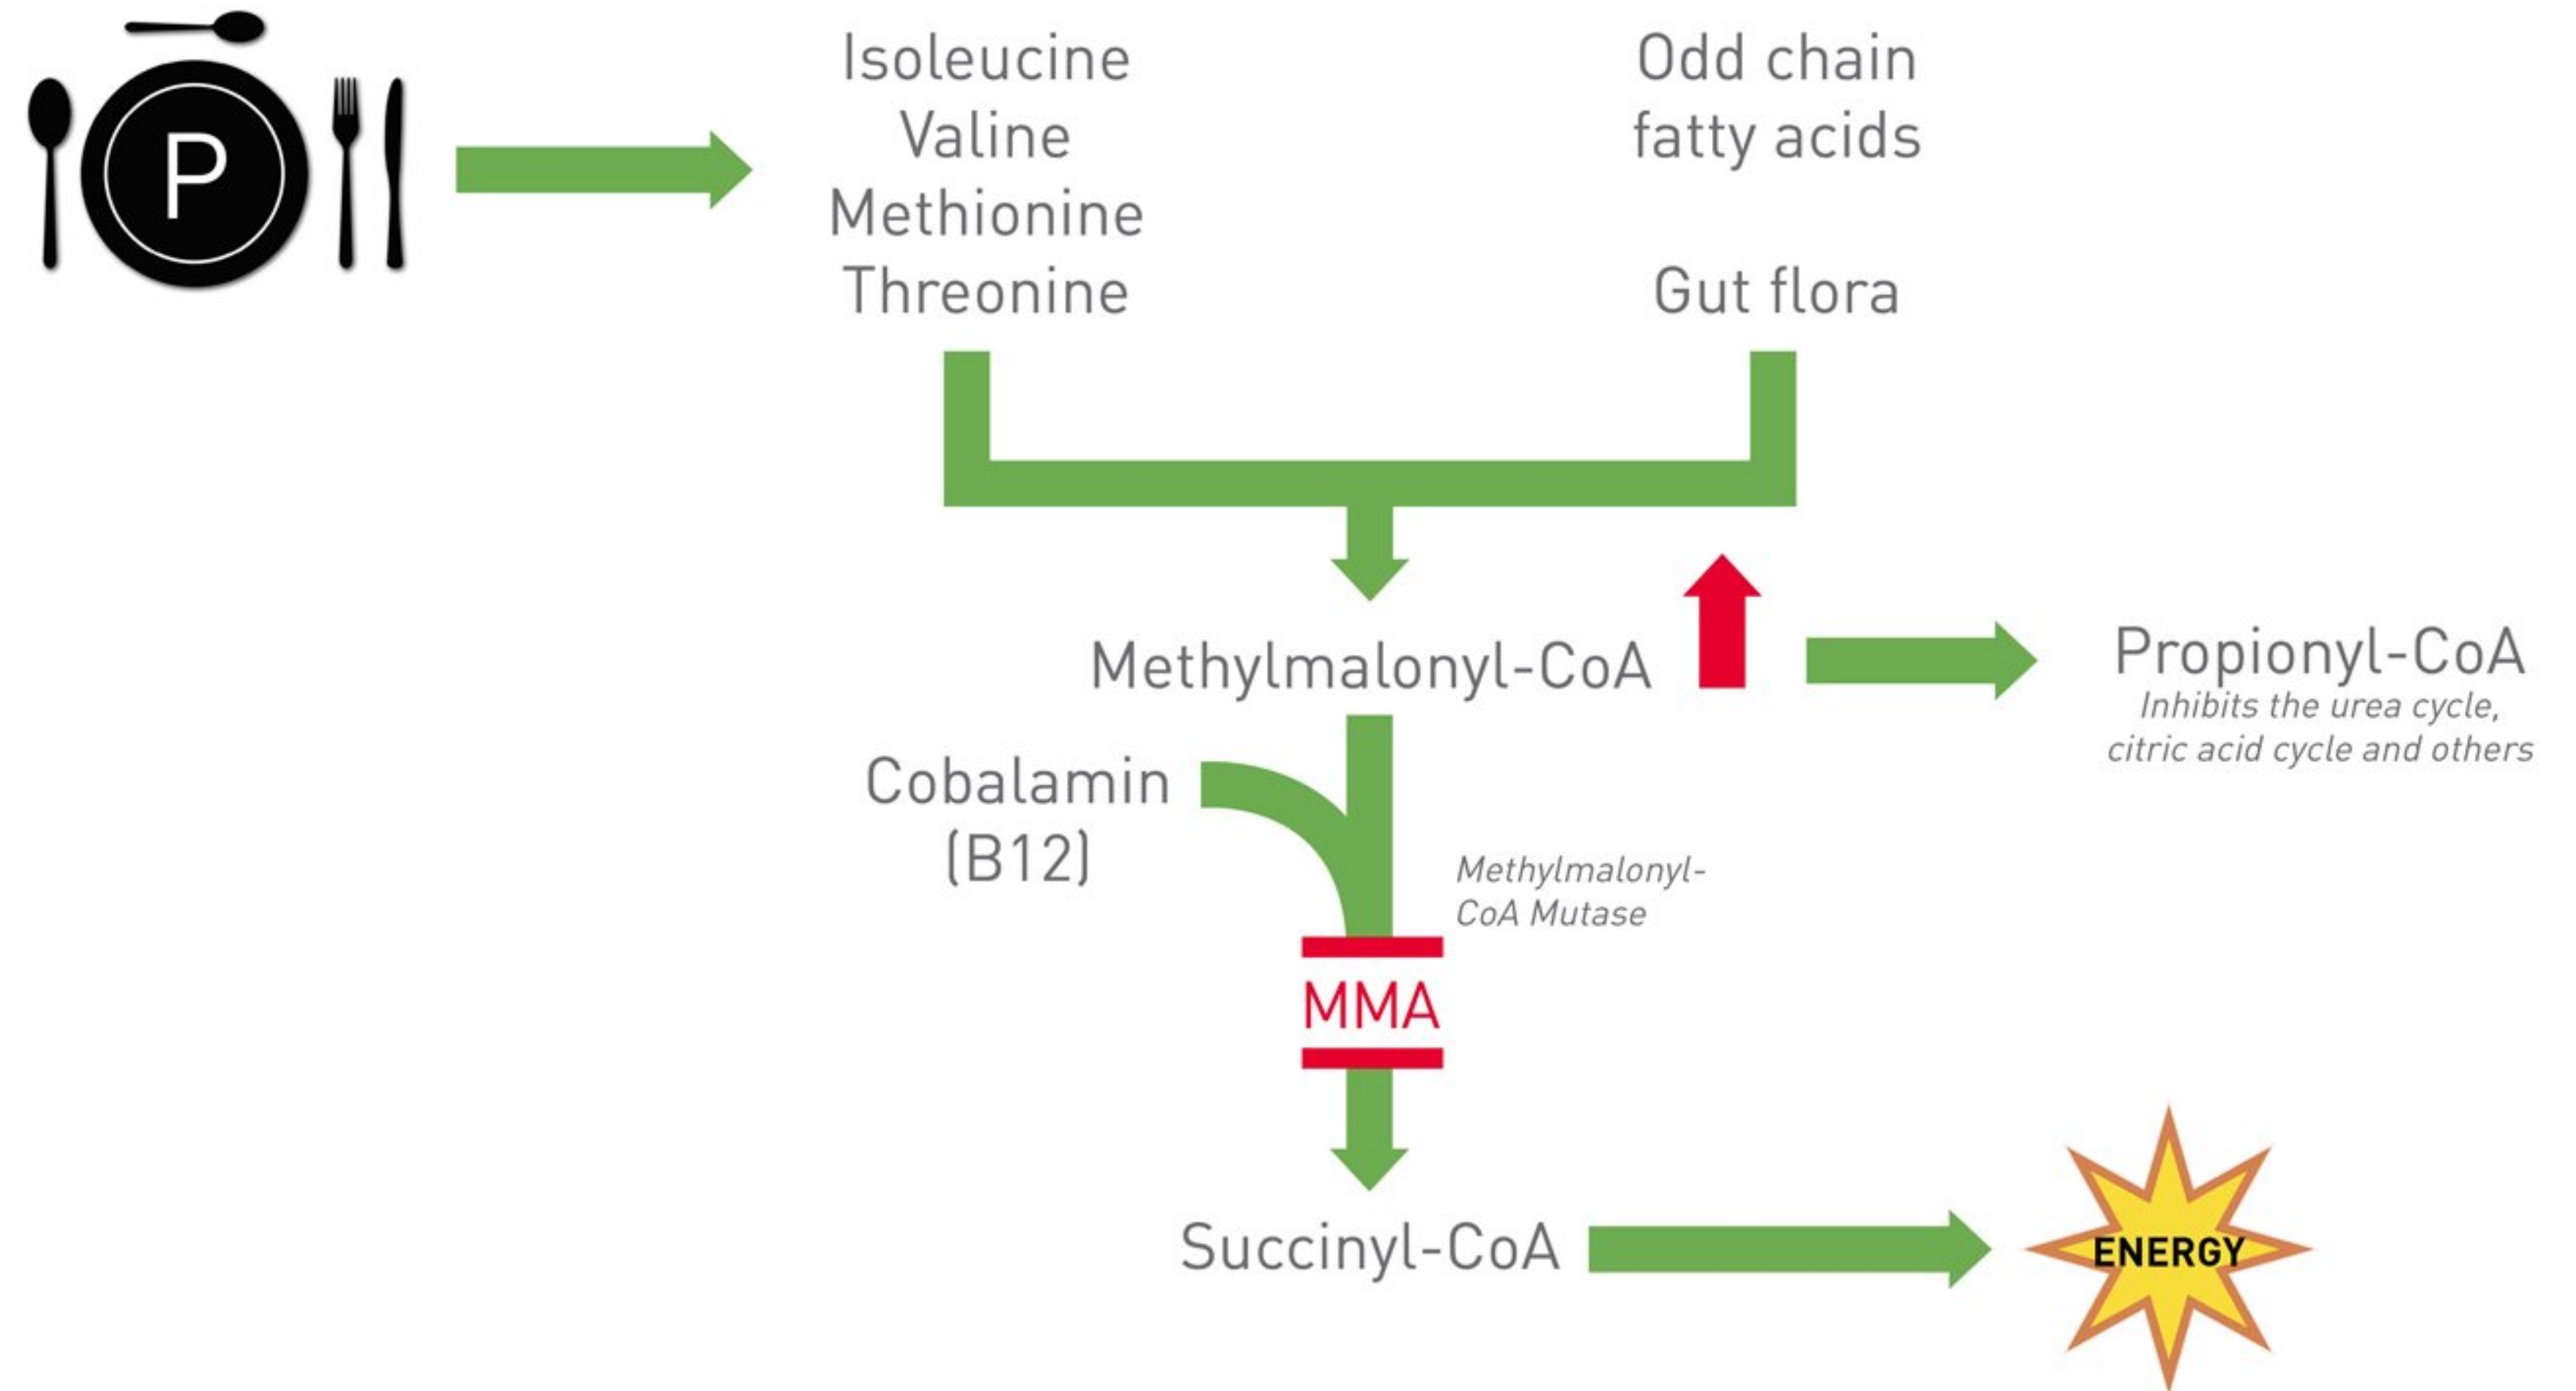 P
Isoleucine
Valine
Methionine
Threonine
Odd chain
fatty acids
Gut flora
Methylmalonyl-CoA
Propionyl-CoA
Inhibits the urea cycle,
citric acid cycle and others
Cobalamin
(B12)
Methylmalonyl-
CoA Mutase
MMA
Succinyl-CoA
ENERGY